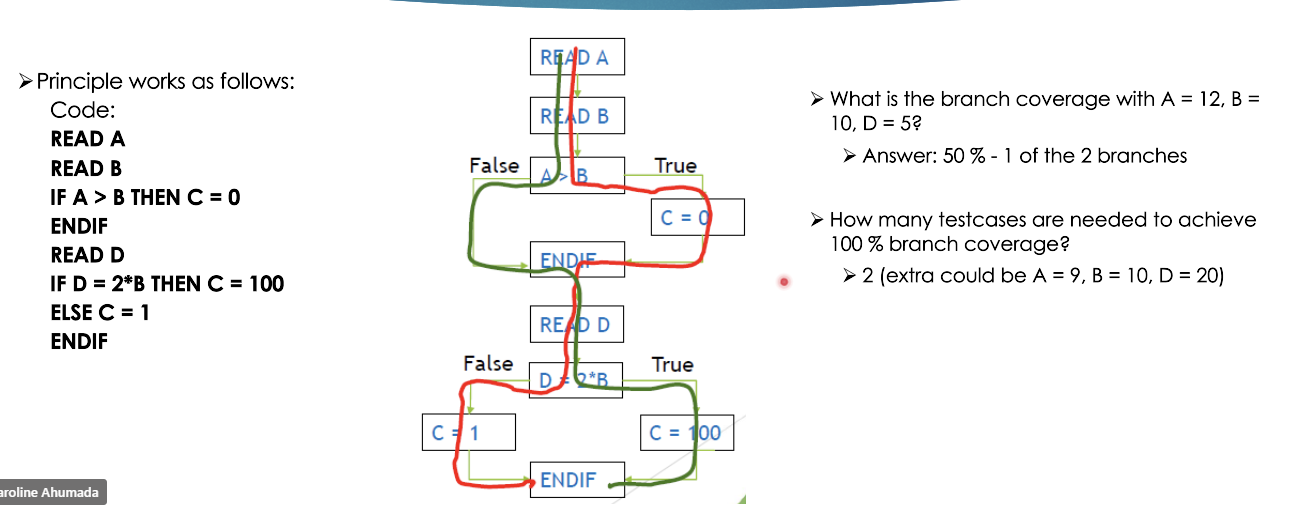 ➢Principle works as follows:
Code:
READ A
READ B
IF A > B THEN C = 0
ENDIF
READ D
IF D = 2*B THEN C = 100
ELSE C = 1
ENDIF
READ A
READ B
False
A > B
True
C = 0
ENDIF
READ D
False
D = 2*B
True
C = 1
C = 100
ENDIF
➢ What is the branch coverage with A = 12, B =
10, D = 5?
➢ Answer: 50 % - 1 of the 2 branches
➢ How many testcases are needed to achieve
100 % branch coverage?
➢ 2 (extra could be A = 9, B = 10, D = 20)
aroline Ahumada